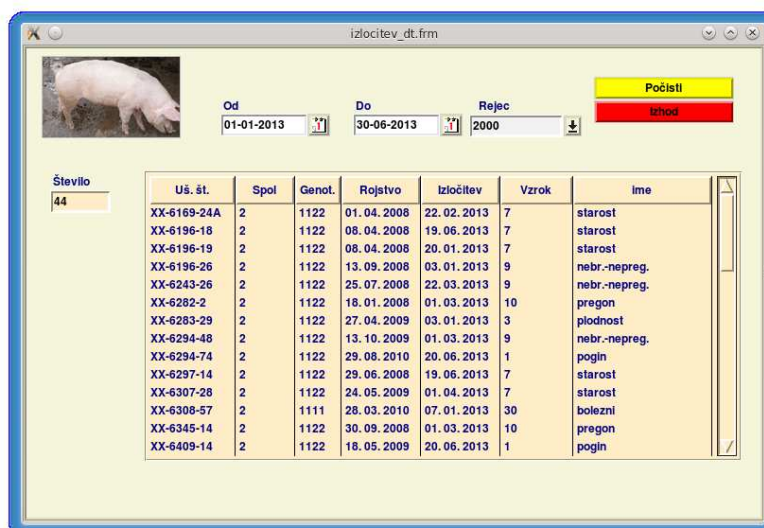 izlocitev_dt.frm
Počisti
Izhod
Od Do Rejec
01-01-2013 30-06-2013 2000
Število
44
Uš. št. Spol Genot. Rojstvo Izločitev Vzrok ime
XX-6169-24A 2 1122 01. 04. 2008 22. 02. 2013 7 starost
XX-6196-18 2 1122 08. 04. 2008 19. 06. 2013 7 starost
XX-6196-19 2 1122 08. 04. 2008 20. 01. 2013 7 starost
XX-6196-26 2 1122 13. 09. 2008 03. 01. 2013 9 nebr.-nepreg.
XX-6243-26 2 1122 25. 07. 2008 22. 03. 2013 9 nebr.-nepreg.
XX-6282-2 2 1122 18. 01. 2008 01. 03. 2013 10 pregon
XX-6283-29 2 1122 27. 04. 2009 03. 01. 2013 3 plodnost
XX-6294-48 2 1122 13. 10. 2009 01. 03. 2013 9 nebr.-nepreg.
XX-6294-74 2 1122 29. 08. 2010 20. 06. 2013 1 pogin
XX-6297-14 2 1122 29. 06. 2008 19. 06. 2013 7 starost
XX-6307-28 2 1122 24. 05. 2009 01. 04. 2013 7 starost
XX-6308-57 2 1111 28. 03. 2010 07. 01. 2013 30 bolezni
XX-6345-14 2 1122 30. 09. 2008 01. 03. 2013 10 pregon
XX-6409-14 2 1122 18. 05. 2009 20. 06. 2013 1 pogin